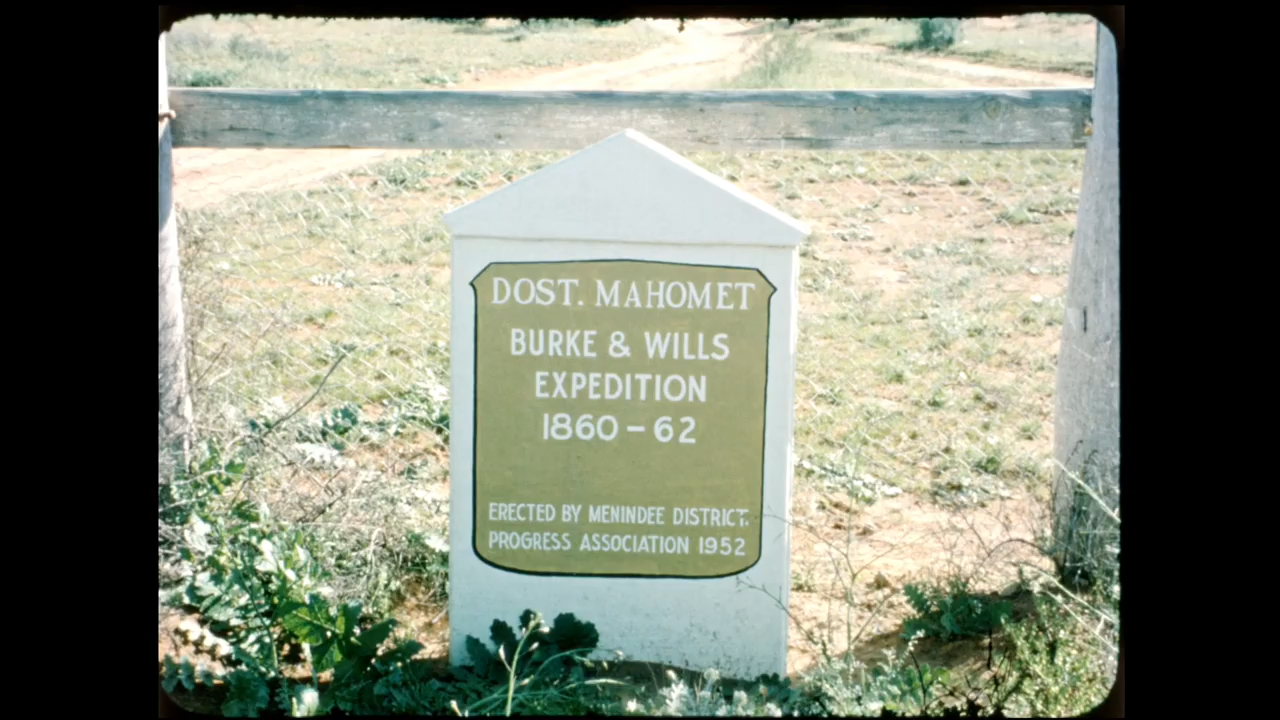 DOST. MAHOMET
BURKE & WILLS
EXPEDITION
1860-62
ERECTED BY MENINDEE DISTRICT.
PROGRESS ASSOCIATION 1952